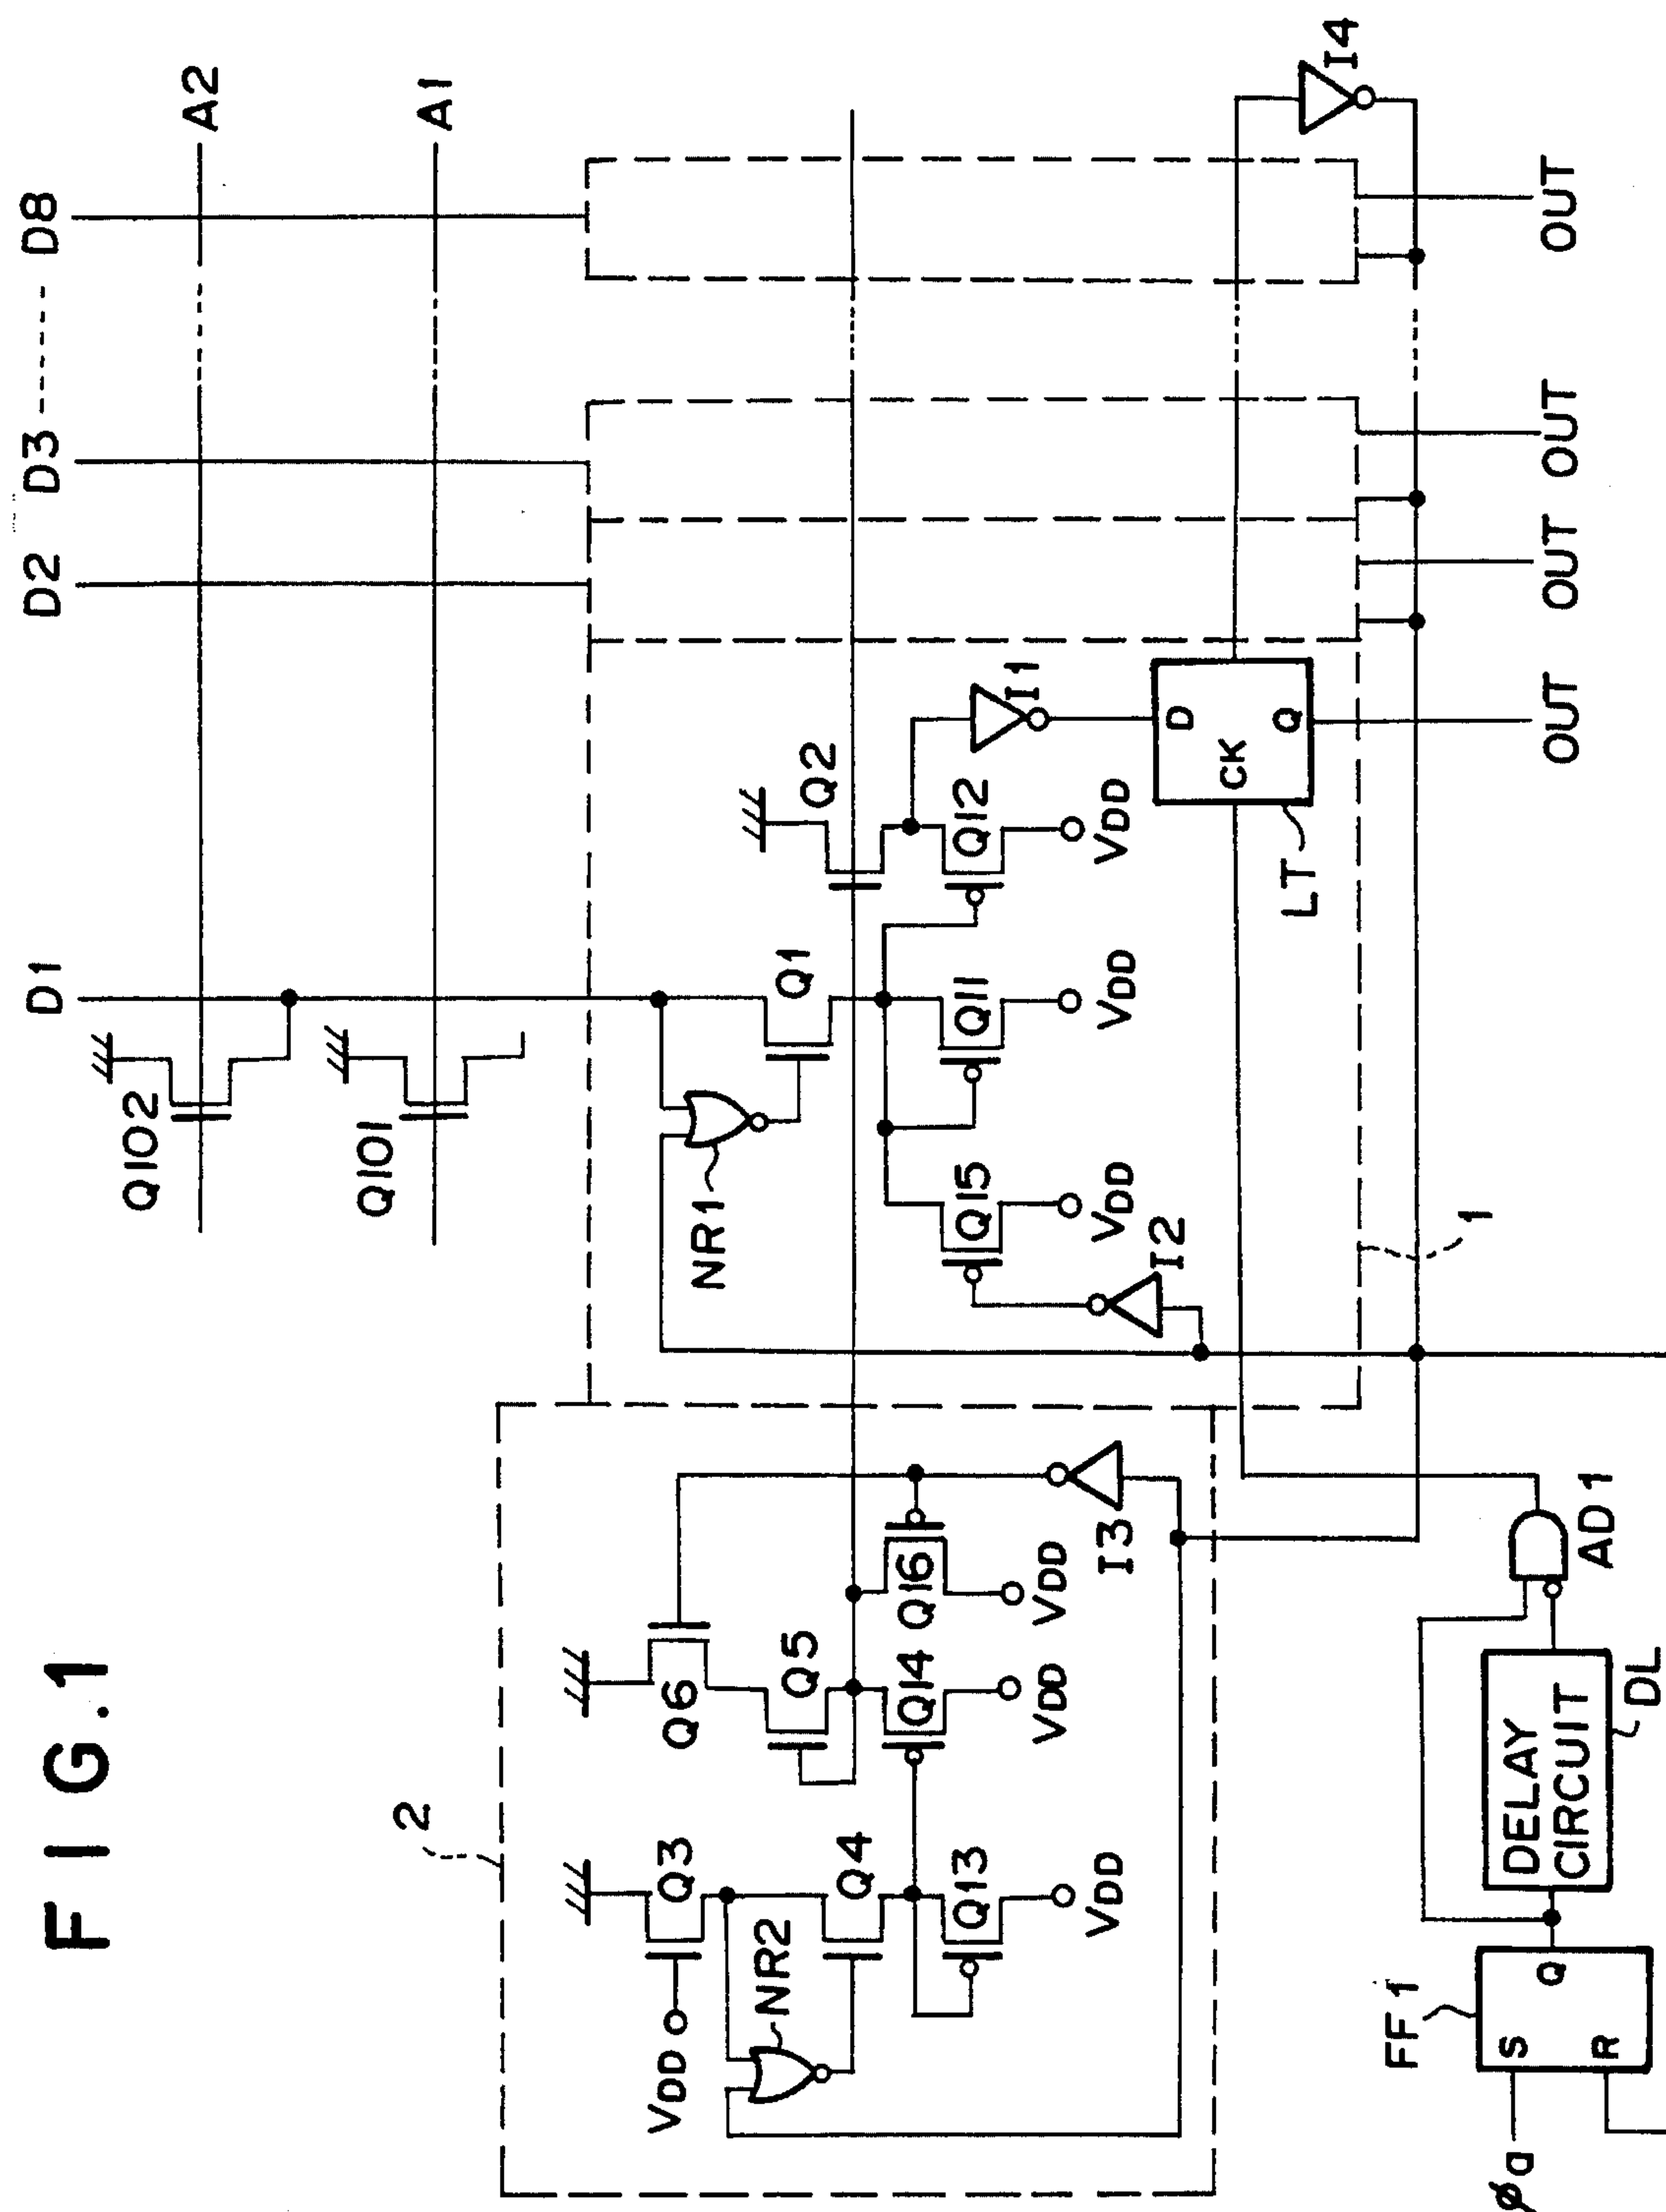 FIG.1
D1
D2
D3
D8
A2
A1
Q102
Q101
2
Q3
VDD
NR2
Q4
Q13
VDD
Q6
Q5
Q14
VDD
Q16
VDD
I3
NR1
Q1
Q2
Q15
VDD
Q11
VDD
Q12
VDD
I2
I1
D
CK
Q
LT
1
I4
OUT
OUT
OUT
OUT
AD1
DELAY
CIRCUIT
DL
FF1
S
Q
R
øa